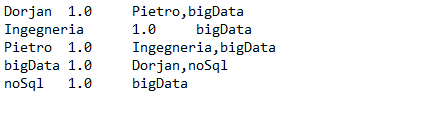 Dorjan 1.0 Pietro,bigData
Ingegneria 1.0 bigData
Pietro 1.0 Ingegneria,bigData
bigData 1.0 Dorjan,noSql
noSql 1.0 bigData